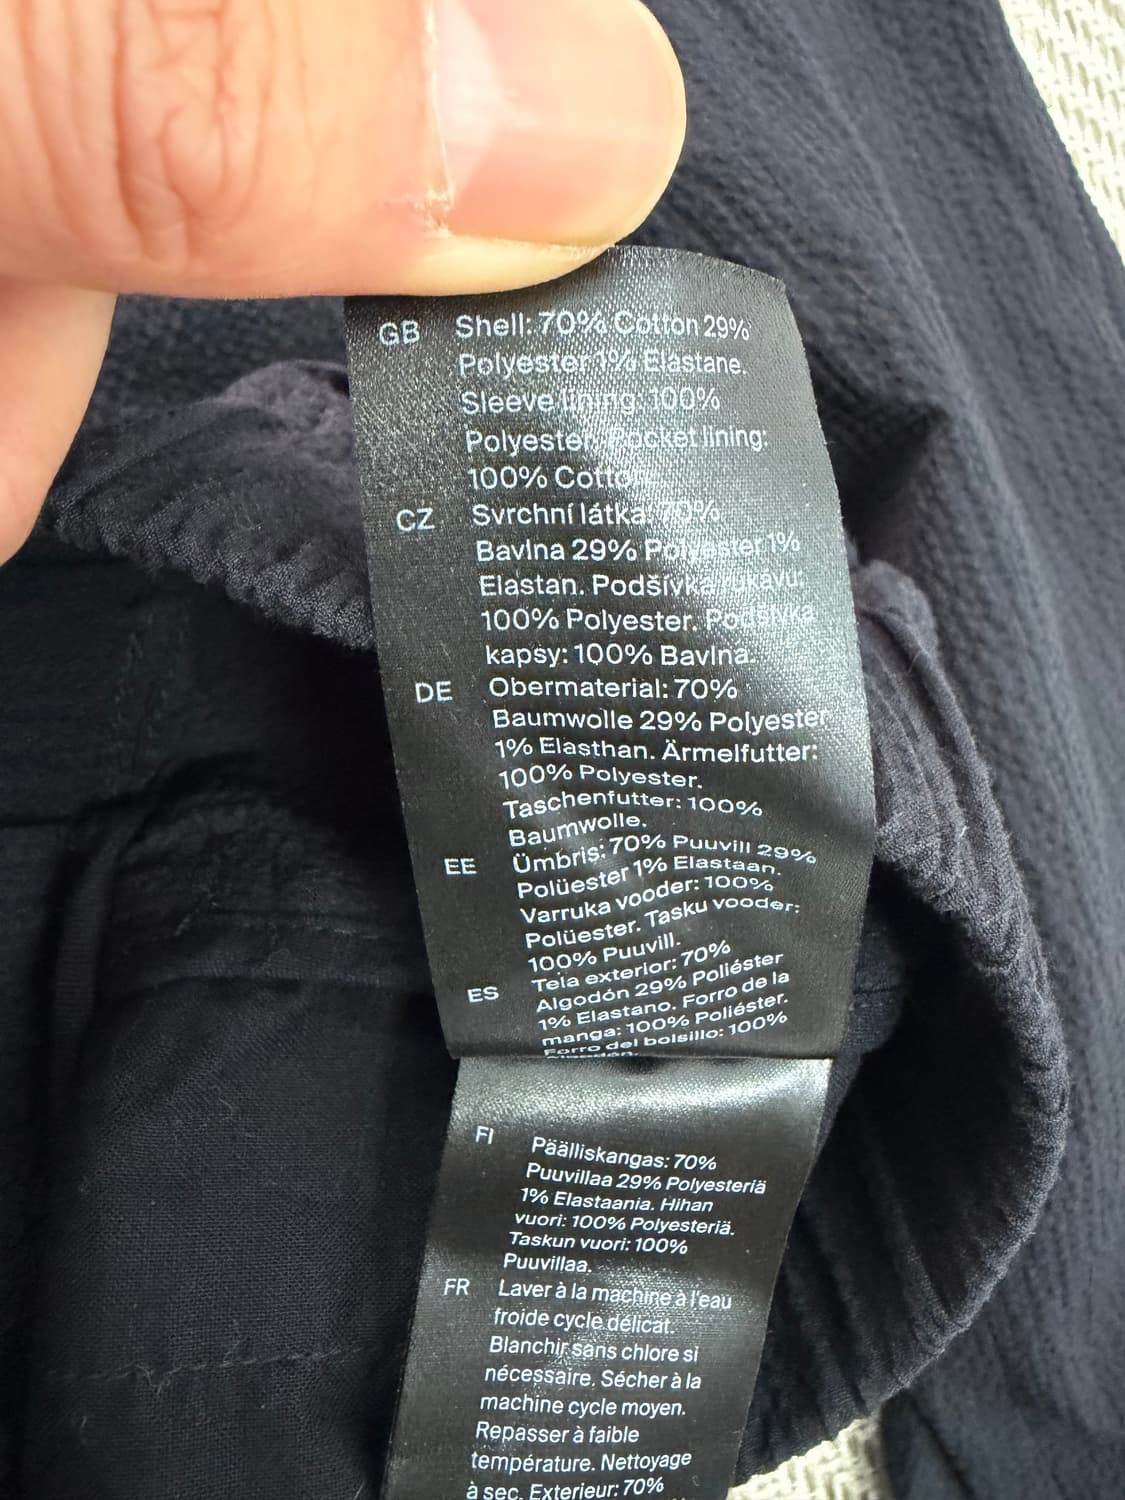 GB Shell: 70% Cotton 29%
Polyester 1% Elastane.
Sleeve lining: 100%
Polyester. Pocket lining:
100% Cotton.
CZ Svrchní látka: 70%
Bavlna 29% Polyester 1%
Elastan. Podšívka rukávu:
100% Polyester. Podšívka
kapsy: 100% Bavlna.
DE Obermaterial: 70%
Baumwolle 29% Polyester
1% Elasthan. Ärmelfutter:
100% Polyester.
Taschenfutter: 100%
Baumwolle.
EE Ümbris: 70% Puuvill 29%
Polüester 1% Elastaan.
Varruka vooder: 100%
Polüester. Tasku vooder:
100% Puuvill.
ES Tela exterior: 70%
Algodón 29% Poliéster
1% Elastano. Forro de la
manga: 100% Poliéster.
Forro del bolsillo: 100%
Algodón.
FI Päälliskangas: 70%
Puuvillaa 29% Polyesteriä
1% Elastaania. Hihan
vuori: 100% Polyesteriä.
Taskun vuori: 100%
Puuvillaa.
FR Laver à la machine à l'eau
froide cycle délicat.
Blanchir sans chlore si
nécessaire. Sécher à la
machine cycle moyen.
Repasser à faible
température. Nettoyage
à sec. Exterieur: 70%